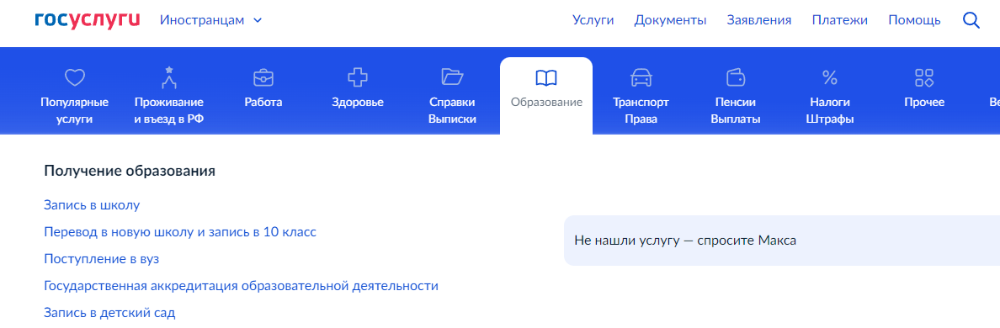 госуслуги Иностранцам Услуги Документы Заявления Платежи Помощь
Популярные услуги
Проживание и въезд в РФ
Работа
Здоровье
Справки Выписки
Образование
Транспорт Права
Пенсии Выплаты
Налоги Штрафы
Прочее
Получение образования
Запись в школу
Перевод в новую школу и запись в 10 класс
Поступление в вуз
Государственная аккредитация образовательной деятельности
Запись в детский сад
Не нашли услугу — спросите Макса